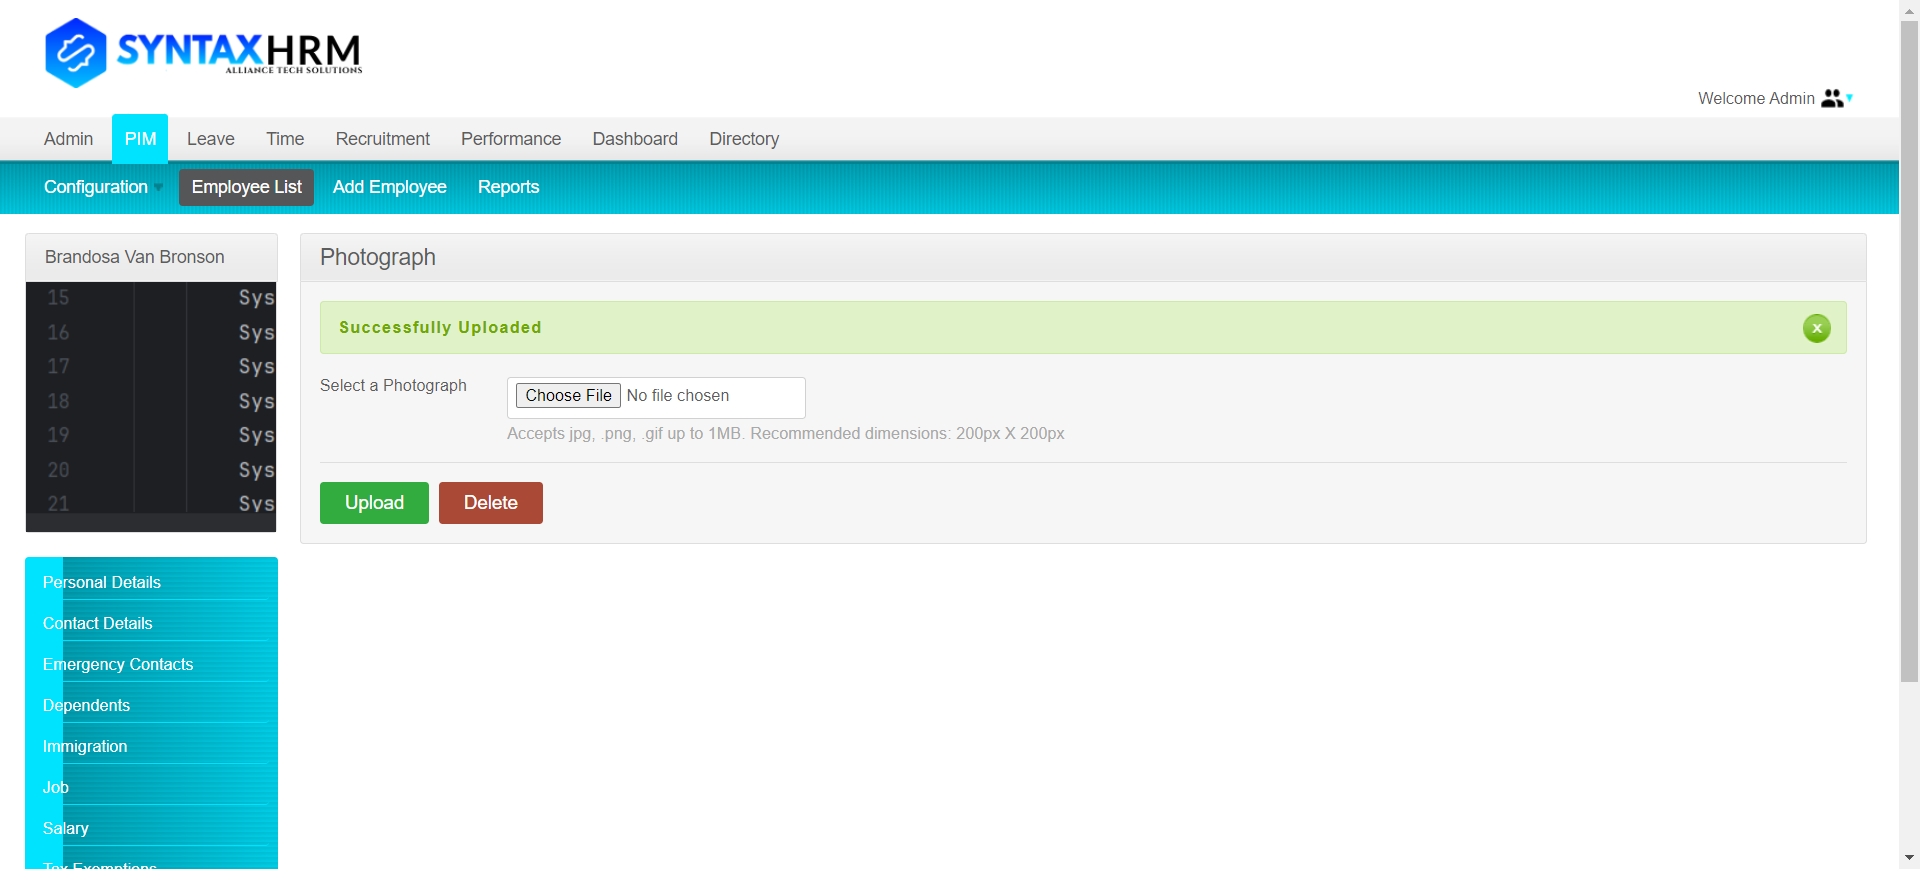 SYNTAXHRM
ALLIANCE TECH SOLUTIONS
Welcome Admin
Admin PIM Leave Time Recruitment Performance Dashboard Directory
Configuration Employee List Add Employee Reports
Brandosa Van Bronson
15 Sys
16 Sys
17 Sys
18 Sys
19 Sys
20 Sys
21 Sys
Photograph
Successfully Uploaded
x
Select a Photograph Choose File No file chosen
Accepts jpg, .png, .gif up to 1MB. Recommended dimensions: 200px X 200px
Upload Delete
Personal Details
Contact Details
Emergency Contacts
Dependents
Immigration
Job
Salary
Tax Exemptions